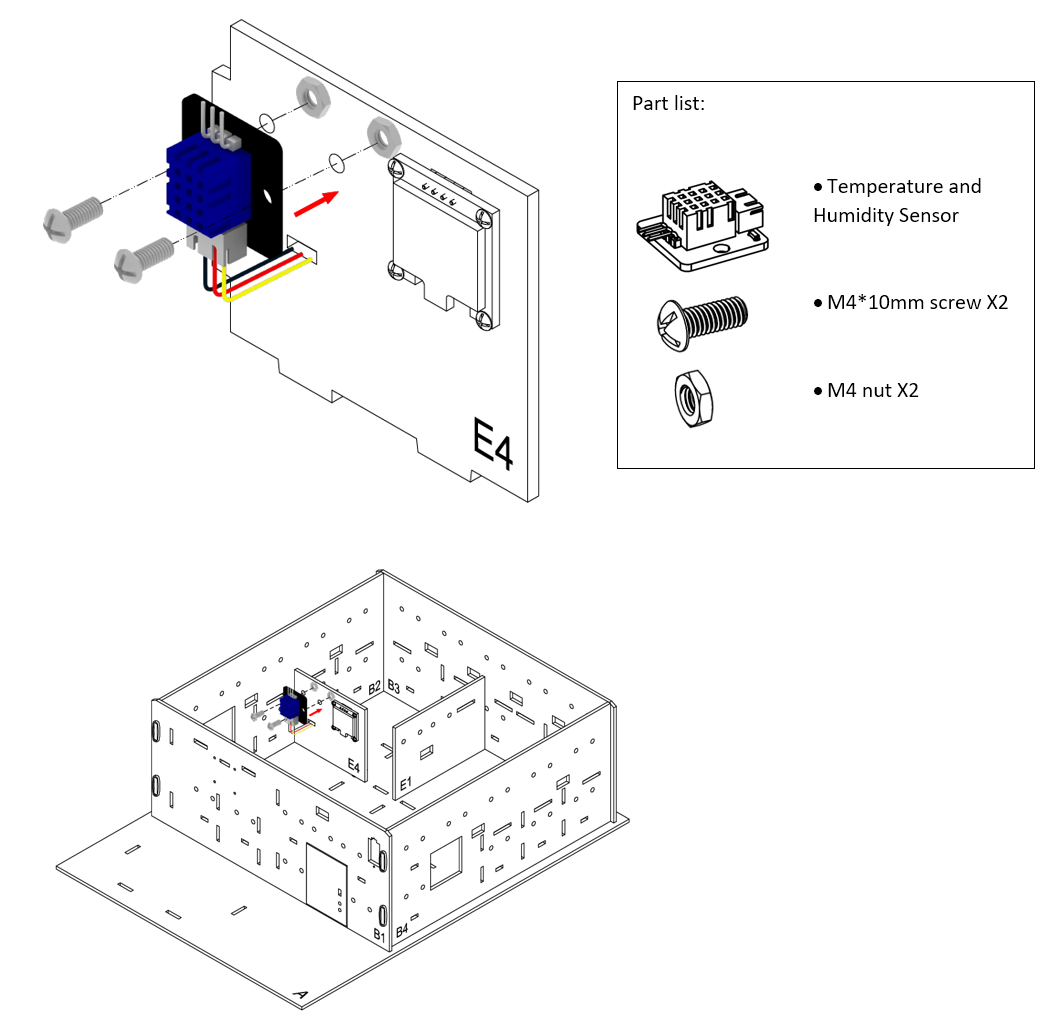 Part list:
• Temperature and
Humidity Sensor
• M4*10mm screw X2
• M4 nut X2
E4
B2
B3
E4
E1
B1
B4
A